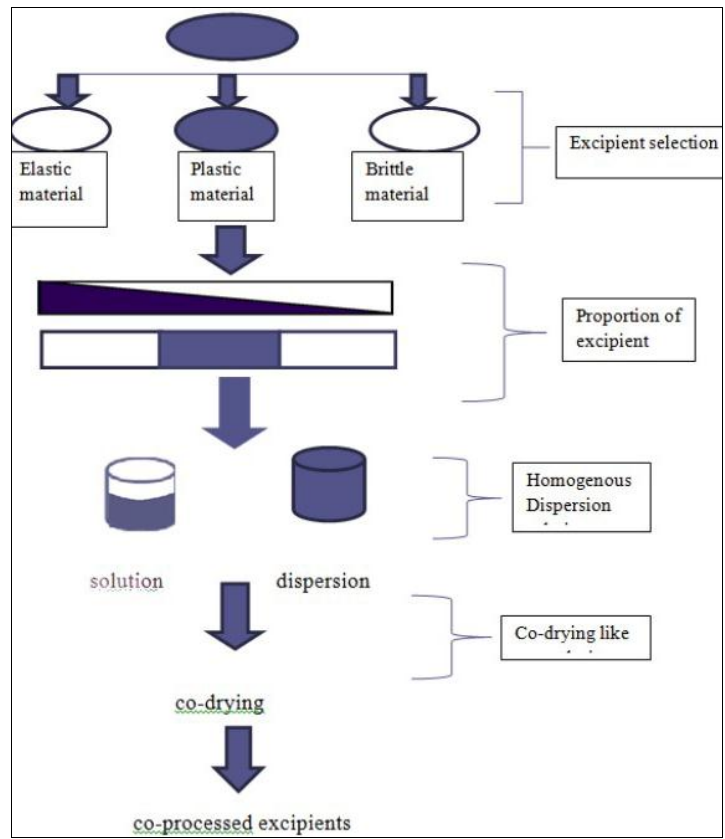 Excipient selection
Elastic
material
Plastic
material
Brittle
material
Proportion of
excipient
Homogenous
Dispersion
solution
dispersion
Co-drying like
co-drying
co-processed excipients